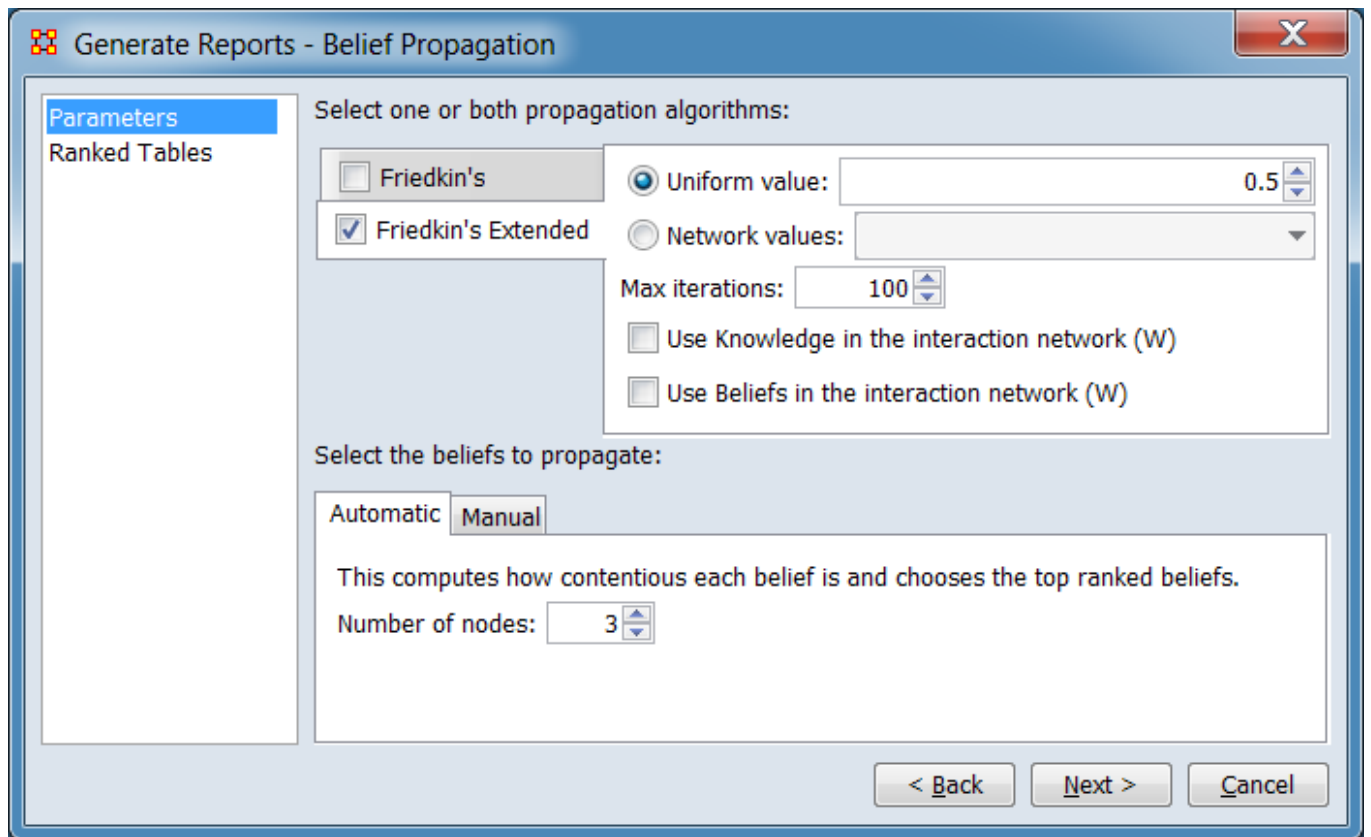 Generate Reports - Belief Propagation
X
Parameters
Ranked Tables
Select one or both propagation algorithms:
Friedkin's
Friedkin's Extended
Uniform value: 0.5
Network values:
Max iterations: 100
Use Knowledge in the interaction network (W)
Use Beliefs in the interaction network (W)
Select the beliefs to propagate:
Automatic Manual
This computes how contentious each belief is and chooses the top ranked beliefs.
Number of nodes: 3
< Back Next > Cancel